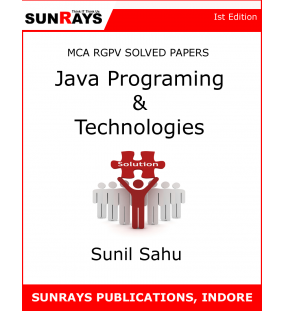 Think IT Think Us
SUNRAYS
1st Edition
MCA RGPV SOLVED PAPERS
Java Programing
&
Technologies
Solution
Sunil Sahu
SUNRAYS PUBLICATIONS, INDORE